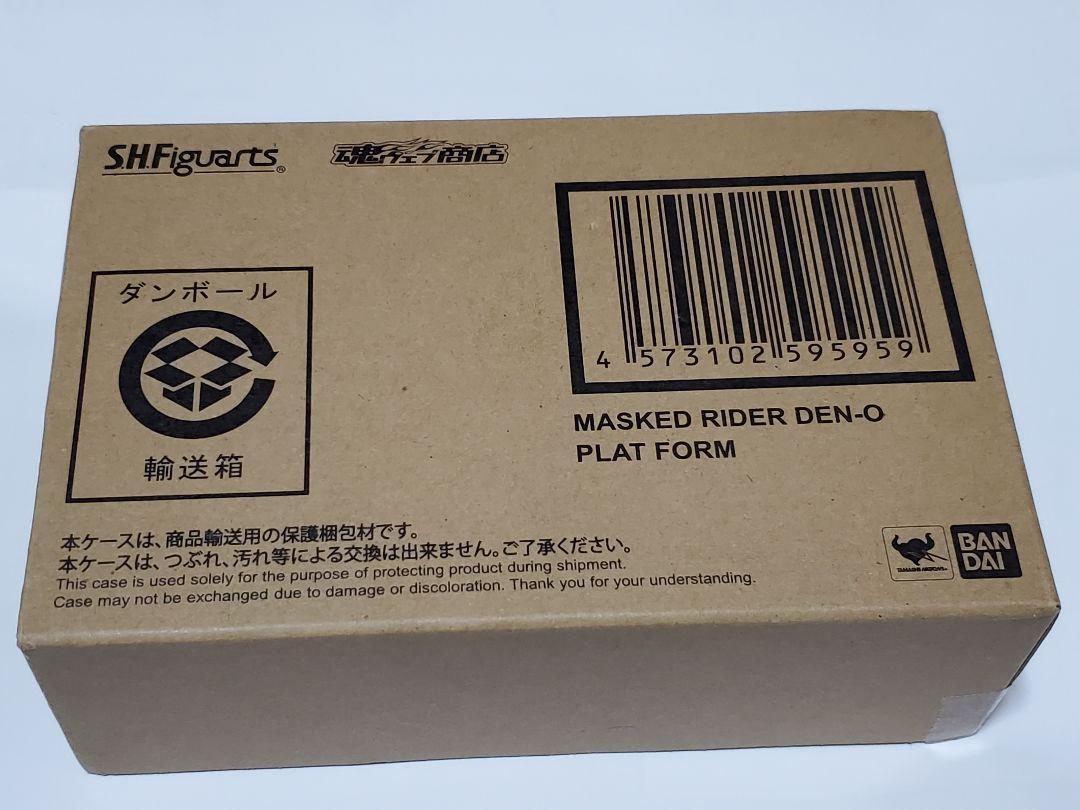 S.H.Figuarts®
魂ウェブ商店
4 573102 595959
MASKED RIDER DEN-O
PLAT FORM
ダンボール
輸送箱
本ケースは、商品輸送用の保護梱包材です。
本ケースは、つぶれ、汚れ等による交換は出来ません。ご了承ください。
This case is used solely for the purpose of protecting product during shipment.
Case may not be exchanged due to damage or discoloration. Thank you for your understanding.
TAMASHII NATIONS
BAN
DAI